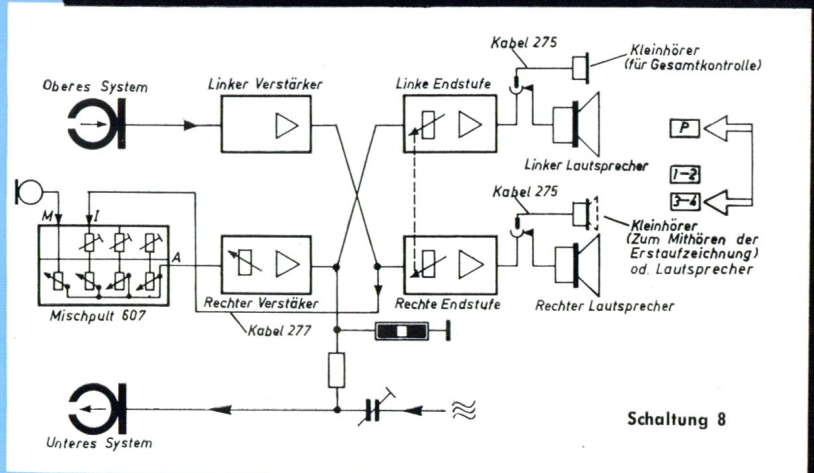 Kabel 275
Kleinhörer
(für Gesamtkontrolle)
Oberes System
Linker Verstärker
Linke Endstufe
P
Linker Lautsprecher
1-2
3-4
Kabel 275
M
I
A
Kleinhörer
(Zum Mithören der
Erstaufzeichnung)
od. Lautsprecher
Mischpult 607
Rechter Verstäker
Rechte Endstufe
Rechter Lautsprecher
Kabel 277
Unteres System
Schaltung 8